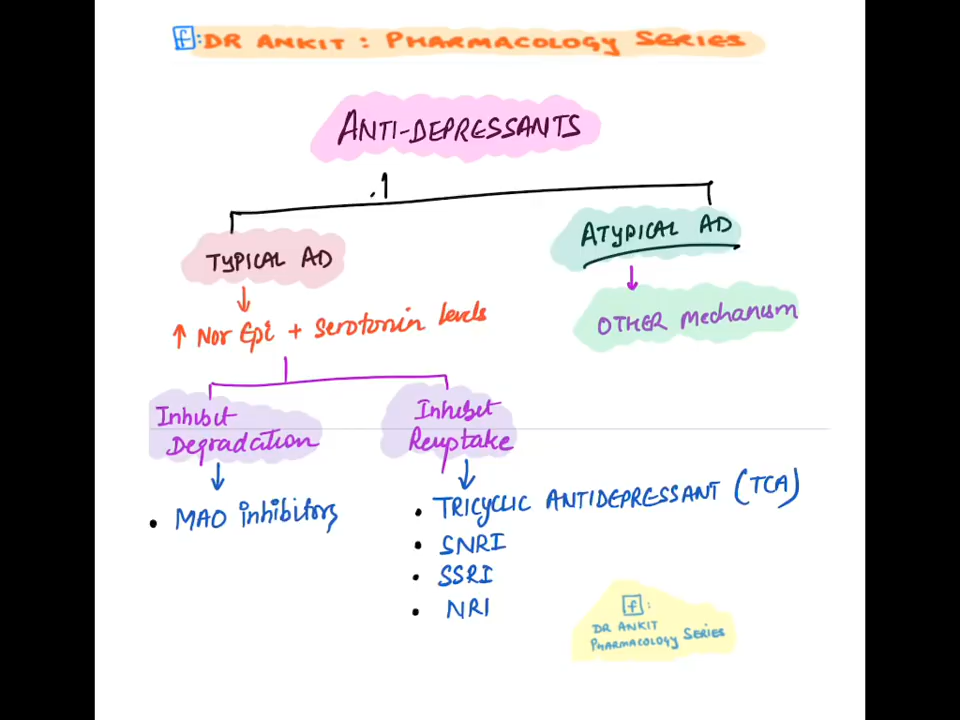 f: DR ANKIT : PHARMACOLOGY SERIES
ANTI-DEPRESSANTS
TYPICAL AD
ATYPICAL AD
↑ Nor Epi + Serotonin levels
OTHER Mechanism
Inhibit
Degradation
Inhibit
Reuptake
• MAO inhibitors
• TRICYCLIC ANTIDEPRESSANT (TCA)
• SNRI
• SSRI
• NRI
f:
DR ANKIT
PHARMACOLOGY SERIES